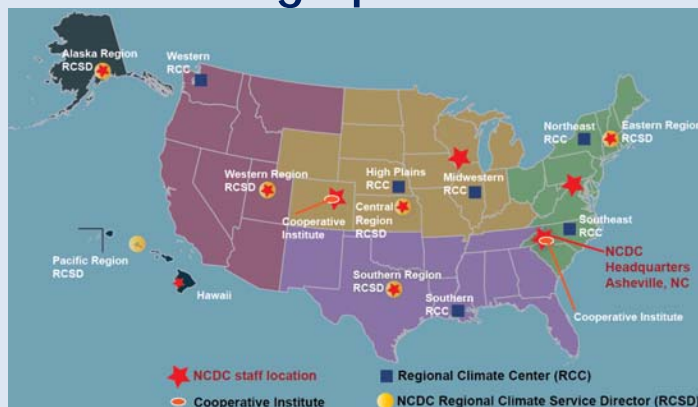 Alaska Region
RCSD
Western
RCC
Northeast
RCC
Eastern Region
RCSD
Western Region
RCSD
High Plains
RCC
Midwestern
RCC
Cooperative
Institute
Central
Region
RCSD
Southeast
RCC
NCDC
Headquarters
Asheville, NC
Pacific Region
RCSD
Hawaii
Southern Region
RCSD
Southern
RCC
Cooperative Institute
NCDC staff location
Regional Climate Center (RCC)
Cooperative Institute
NCDC Regional Climate Service Director (RCSD)